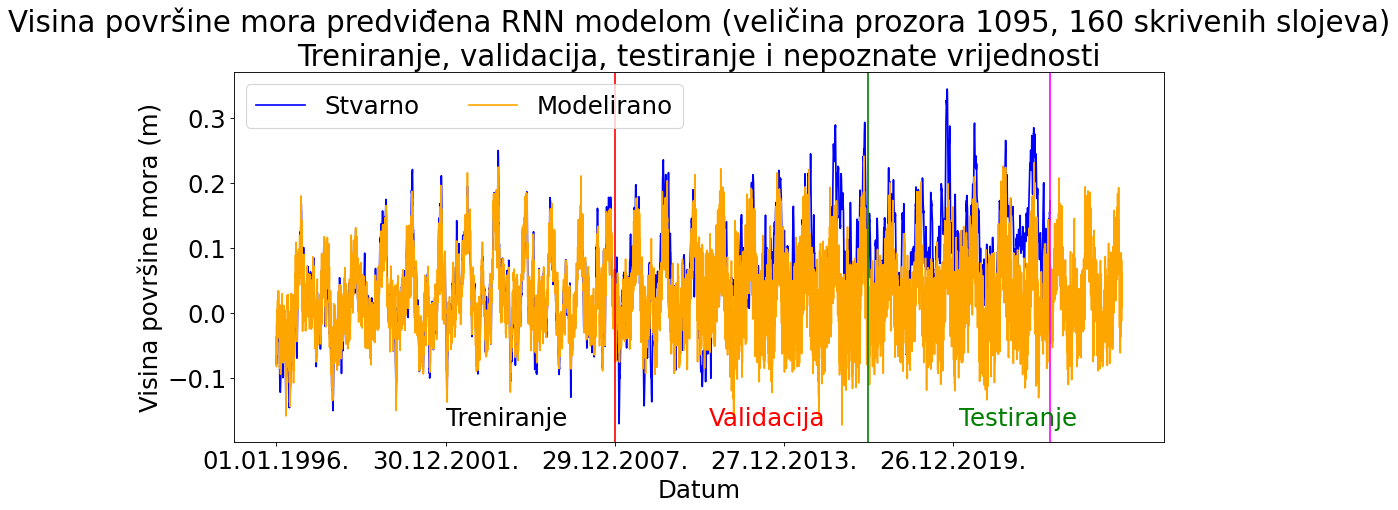 Visina površine mora predviđena RNN modelom (veličina prozora 1095, 160 skrivenih slojeva)
Treniranje, validacija, testiranje i nepoznate vrijednosti
Stvarno Modelirano
Visina površine mora (m)
0.3
0.2
0.1
0.0
−0.1
Treniranje Validacija Testiranje
01.01.1996. 30.12.2001. 29.12.2007. 27.12.2013. 26.12.2019.
Datum